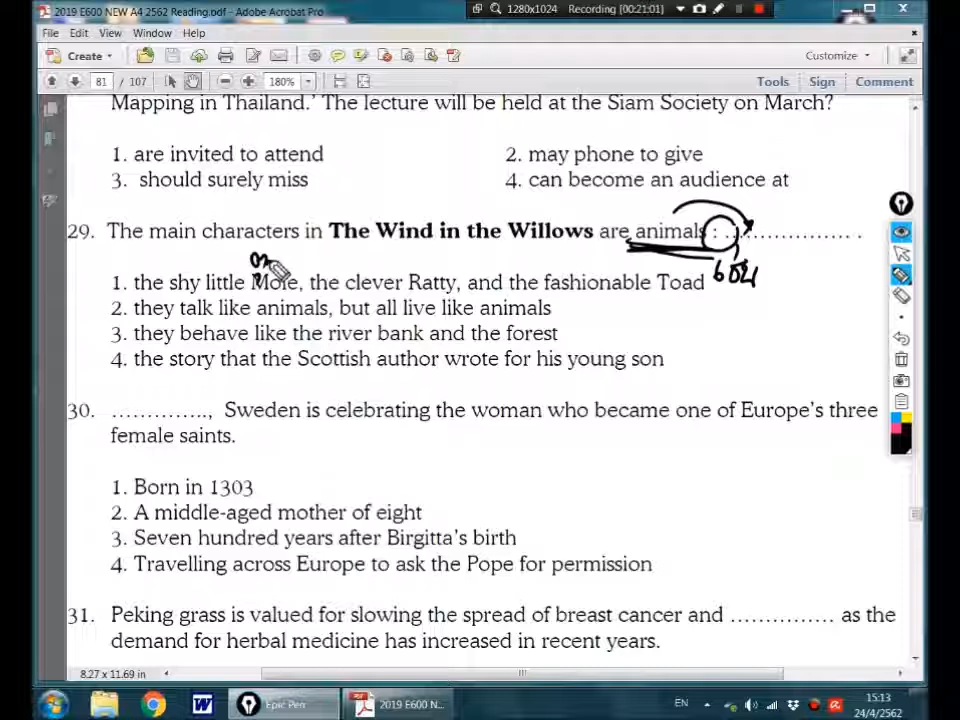 2019 E600 NEW A4 2562 Reading.pdf - Adobe Acrobat Pro
1280x1024 Recording [00:21:01]
File Edit View Window Help
Create Customize
81 / 107 180% Tools Sign Comment
Mapping in Thailand.’ The lecture will be held at the Siam Society on March?
1. are invited to attend 2. may phone to give
3. should surely miss 4. can become an audience at
29. The main characters in The Wind in the Willows are animals : ………………… .
1. the shy little Mole, the clever Ratty, and the fashionable Toad
2. they talk like animals, but all live like animals
3. they behave like the river bank and the forest
4. the story that the Scottish author wrote for his young son
30. ………….., Sweden is celebrating the woman who became one of Europe’s three
female saints.
1. Born in 1303
2. A middle-aged mother of eight
3. Seven hundred years after Birgitta’s birth
4. Travelling across Europe to ask the Pope for permission
31. Peking grass is valued for slowing the spread of breast cancer and …………… as the
demand for herbal medicine has increased in recent years.
8.27 x 11.69 in
Epic Pen 2019 E600 N... EN 15:13
24/4/2562